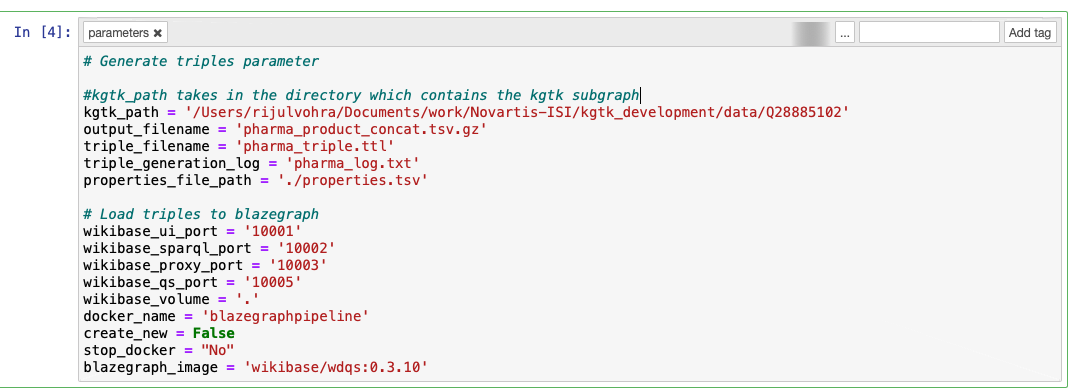 In [4]:
parameters ✖
...
Add tag
# Generate triples parameter
#kgtk_path takes in the directory which contains the kgtk subgraph
kgtk_path = '/Users/rijulvohra/Documents/work/Novartis-ISI/kgtk_development/data/Q28885102'
output_filename = 'pharma_product_concat.tsv.gz'
triple_filename = 'pharma_triple.ttl'
triple_generation_log = 'pharma_log.txt'
properties_file_path = './properties.tsv'
# Load triples to blazegraph
wikibase_ui_port = '10001'
wikibase_sparql_port = '10002'
wikibase_proxy_port = '10003'
wikibase_qs_port = '10005'
wikibase_volume = '.'
docker_name = 'blazegraphpipeline'
create_new = False
stop_docker = "No"
blazegraph_image = 'wikibase/wdqs:0.3.10'